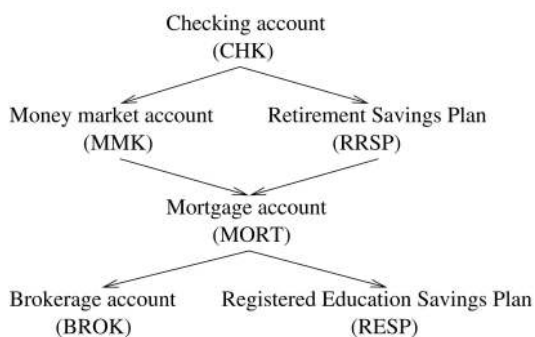 Checking account
(CHK)
Money market account
(MMK)
Retirement Savings Plan
(RRSP)
Mortgage account
(MORT)
Brokerage account
(BROK)
Registered Education Savings Plan
(RESP)